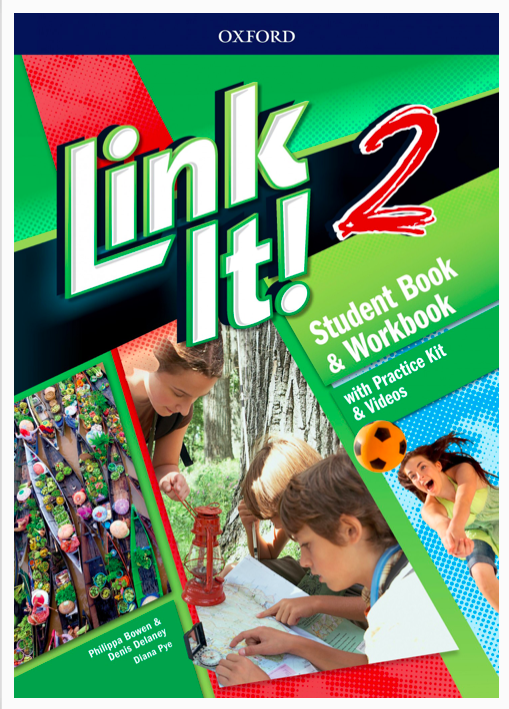 OXFORD
Link
It!
2
Student Book
& Workbook
with Practice Kit
& Videos
Philippa Bowen &
Denis Delaney
Diana Pye